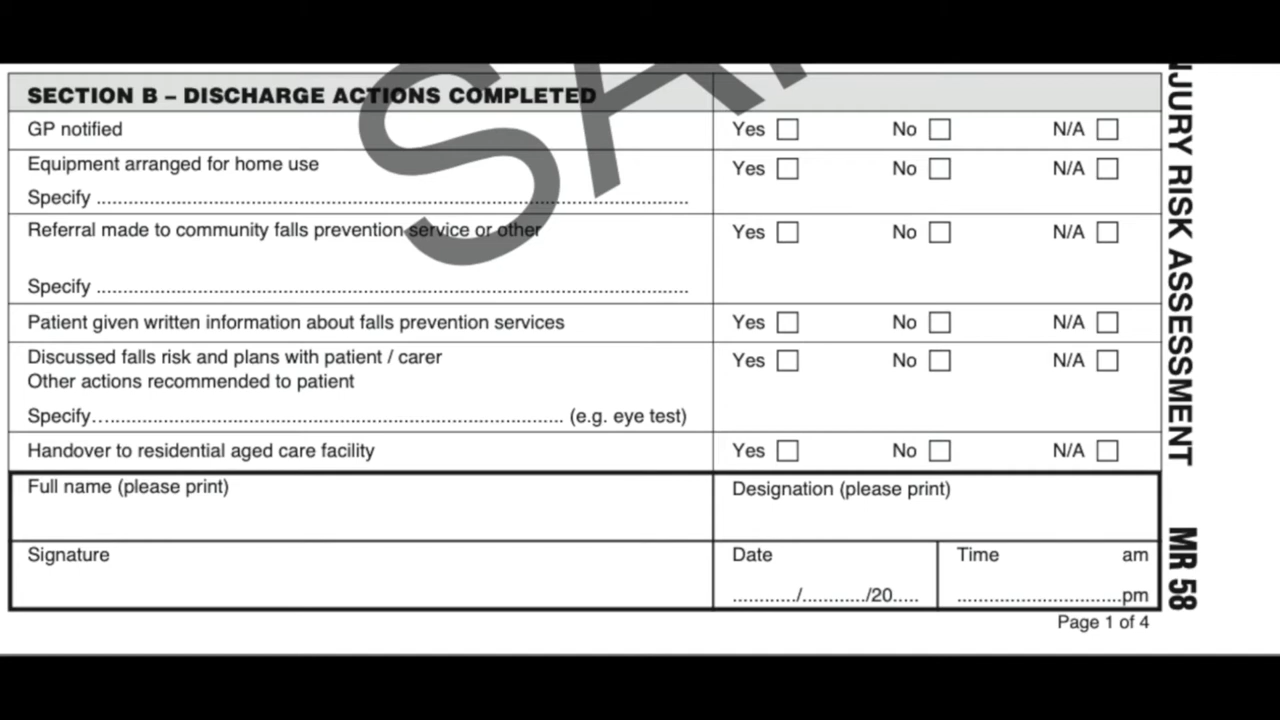 SECTION B – DISCHARGE ACTIONS COMPLETED
GP notified Yes No N/A
Equipment arranged for home use Yes No N/A
Specify ................................................................................................................
Referral made to community falls prevention service or other Yes No N/A
Specify ................................................................................................................
Patient given written information about falls prevention services Yes No N/A
Discussed falls risk and plans with patient / carer Yes No N/A
Other actions recommended to patient
Specify........................................................................................ (e.g. eye test)
Handover to residential aged care facility Yes No N/A
Full name (please print) Designation (please print)
Signature Date Time am
............/............/20..... ...............................pm
Page 1 of 4
NJURY RISK ASSESSMENT MR 58
SA